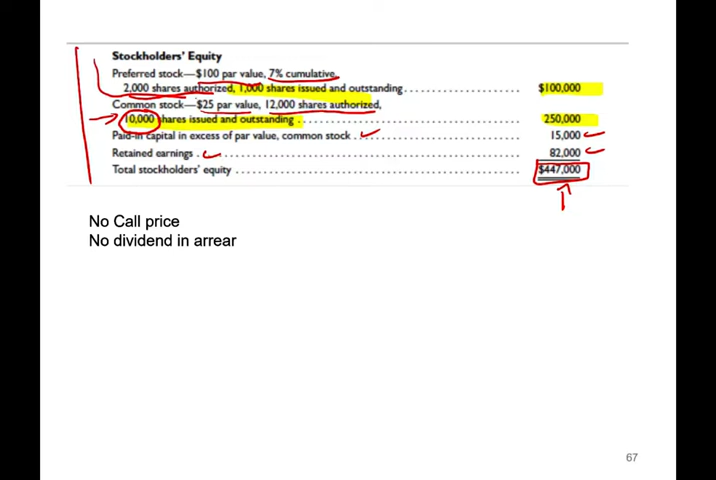 Stockholders' Equity
Preferred stock—$100 par value, 7% cumulative,
2,000 shares authorized, 1,000 shares issued and outstanding .......................... $100,000
Common stock—$25 par value, 12,000 shares authorized,
10,000 shares issued and outstanding .......................... 250,000
Paid-in capital in excess of par value, common stock .......................... 15,000
Retained earnings .......................... 82,000
Total stockholders' equity .......................... $447,000
No Call price
No dividend in arrear
67